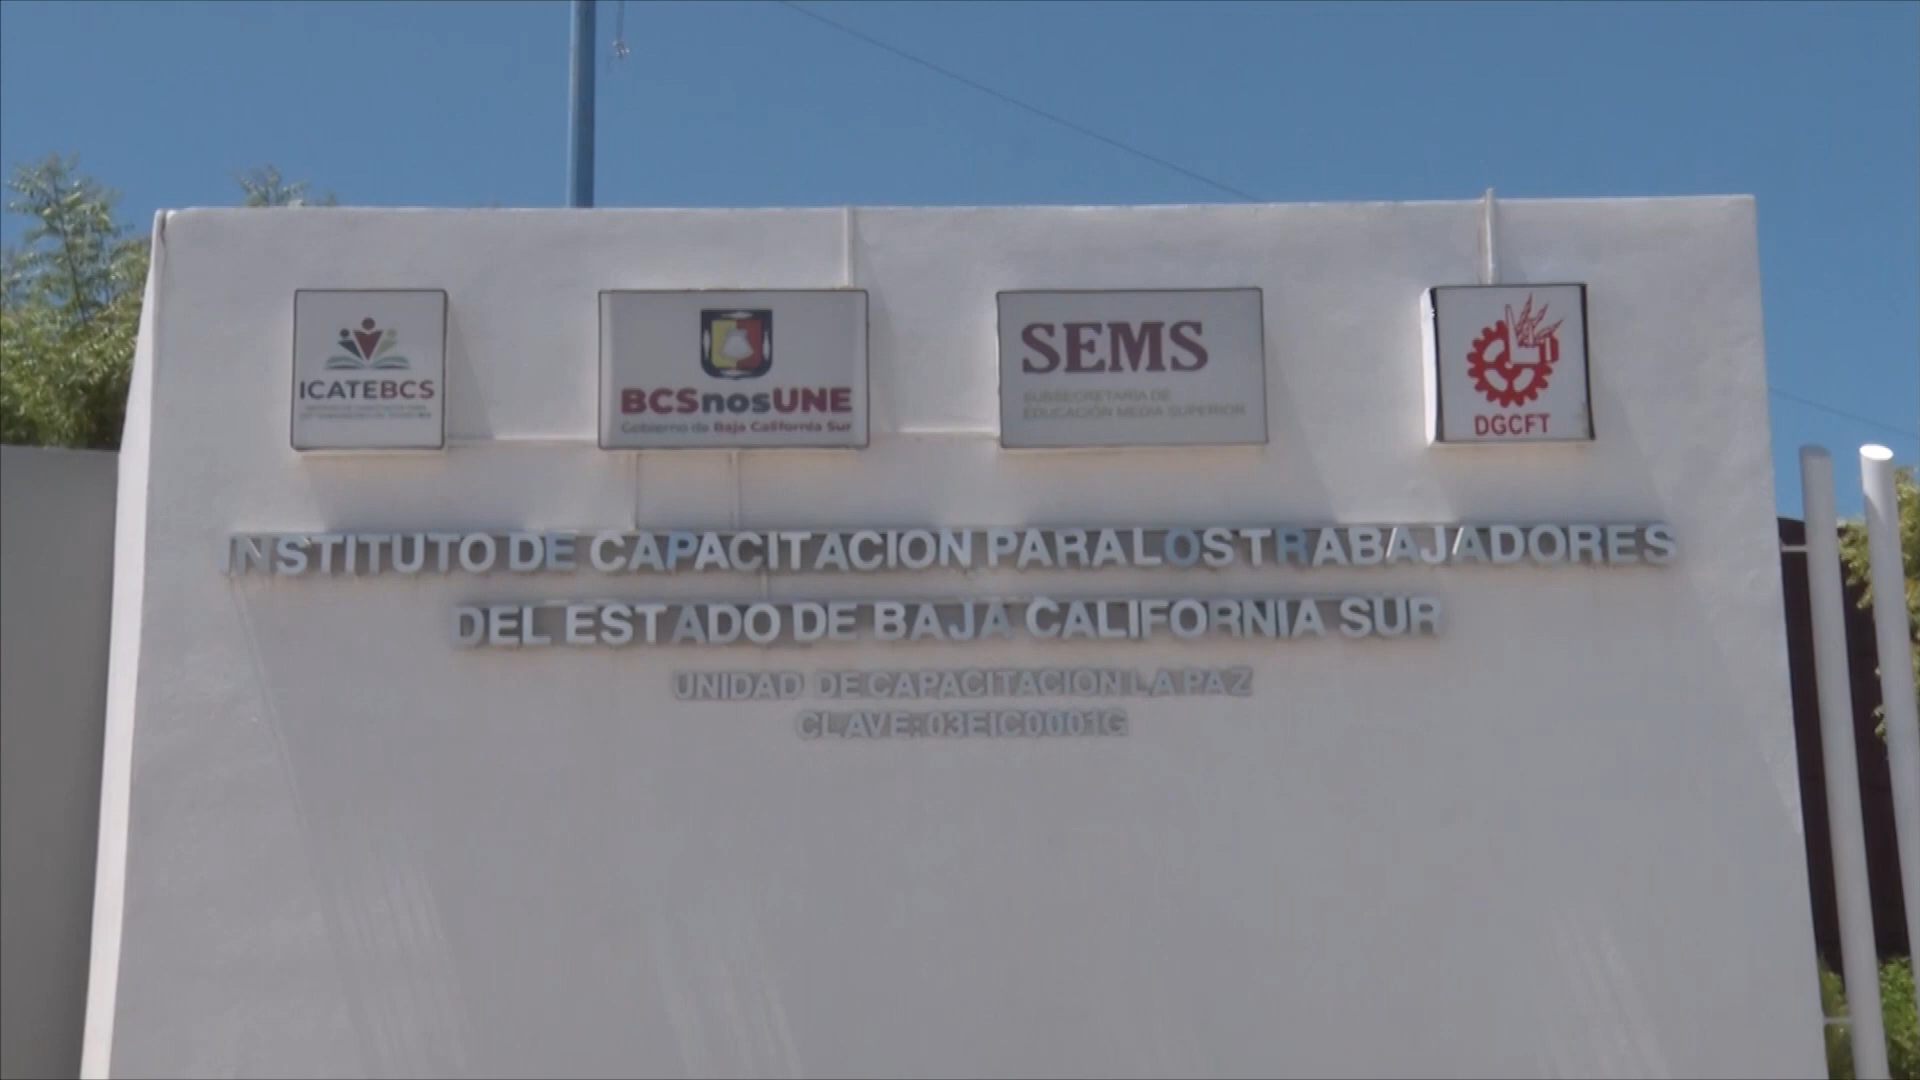 ICATEBCS
BCSnosUNE
Gobierno de Baja California Sur
SEMS
SUBSECRETARÍA DE
EDUCACIÓN MEDIA SUPERIOR
DGCFT
INSTITUTO DE CAPACITACION PARA LOS TRABAJADORES
DEL ESTADO DE BAJA CALIFORNIA SUR
UNIDAD DE CAPACITACION LA PAZ
CLAVE: 03EIC0001G